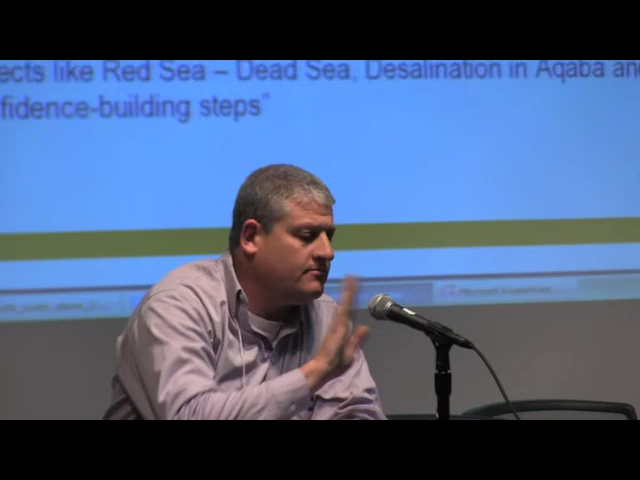 ects like Red Sea – Dead Sea, Desalination in Aqaba and
fidence-building steps"